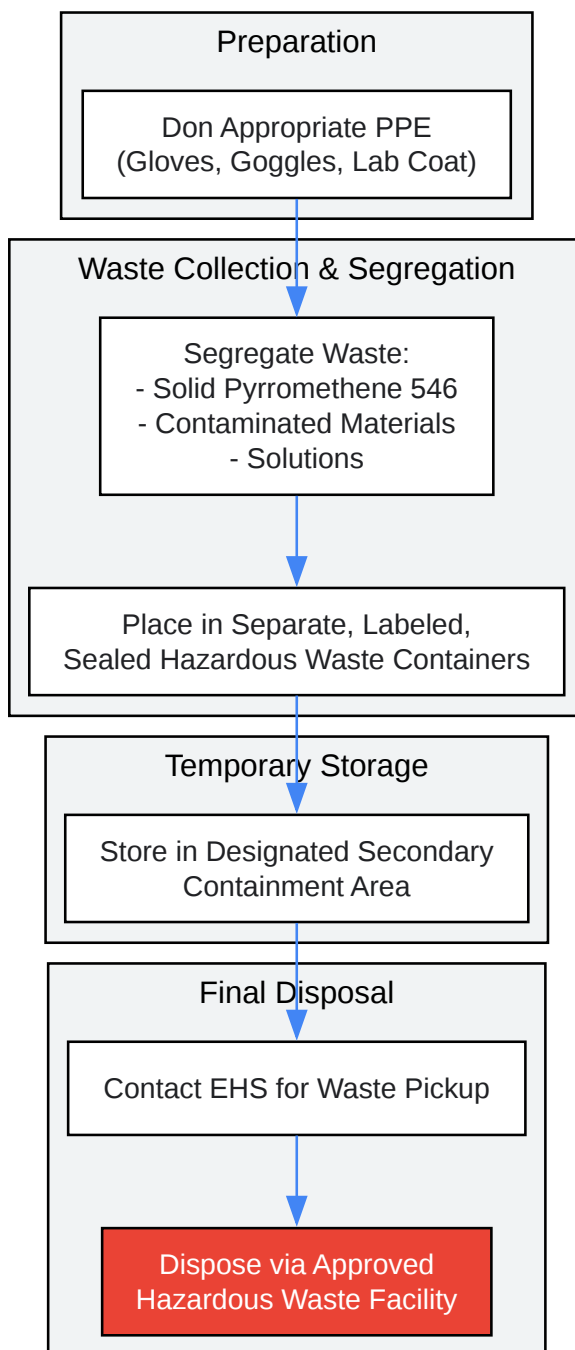 Preparation
Don Appropriate PPE
(Gloves, Goggles, Lab Coat)
Waste Collection & Segregation
Segregate Waste:
- Solid Pyrromethene 546
- Contaminated Materials
- Solutions
Place in Separate, Labeled,
Sealed Hazardous Waste Containers
Temporary Storage
Store in Designated Secondary
Containment Area
Final Disposal
Contact EHS for Waste Pickup
Dispose via Approved
Hazardous Waste Facility